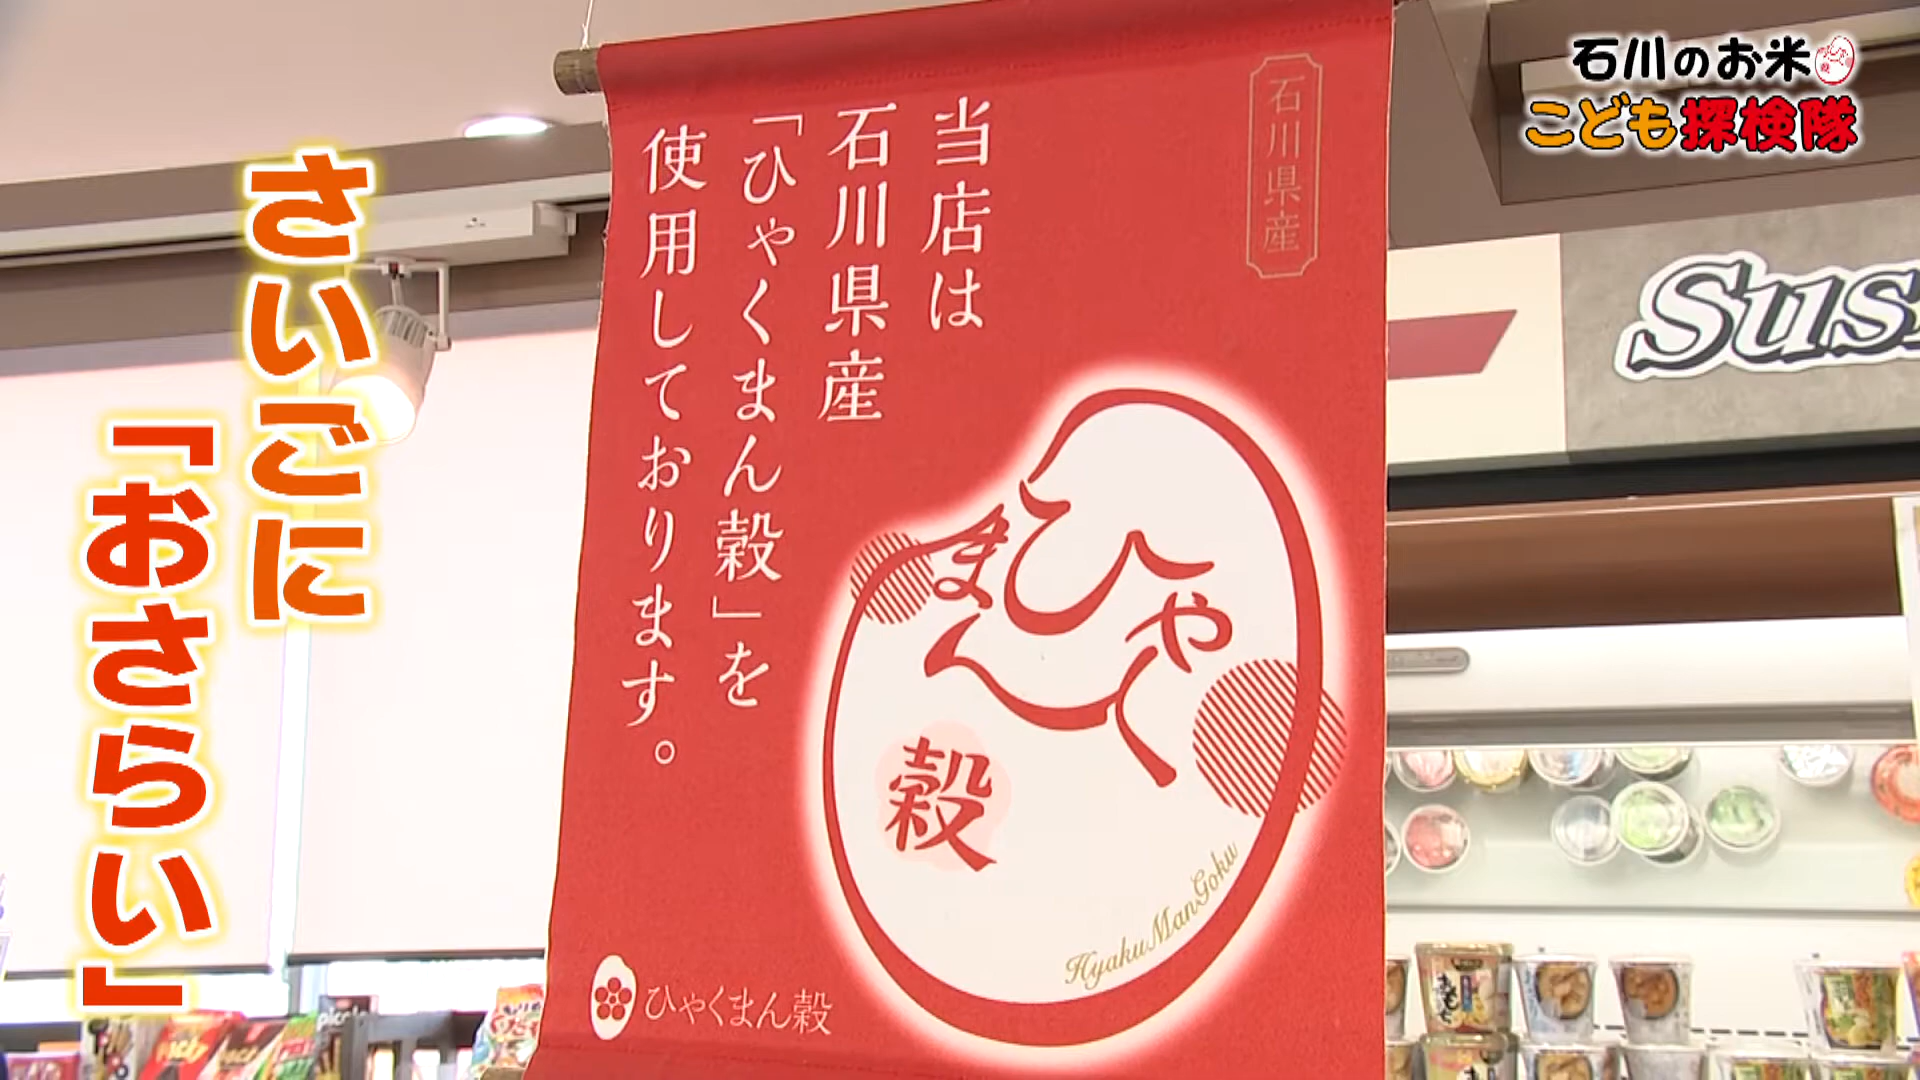 石川のお米
こども探検隊
さいごに
「おさらい」
石川県産
当店は
石川県産
「ひゃくまん穀」を
使用しております。
ひゃく
まん
穀
HyakuManGoku
ひゃくまん穀